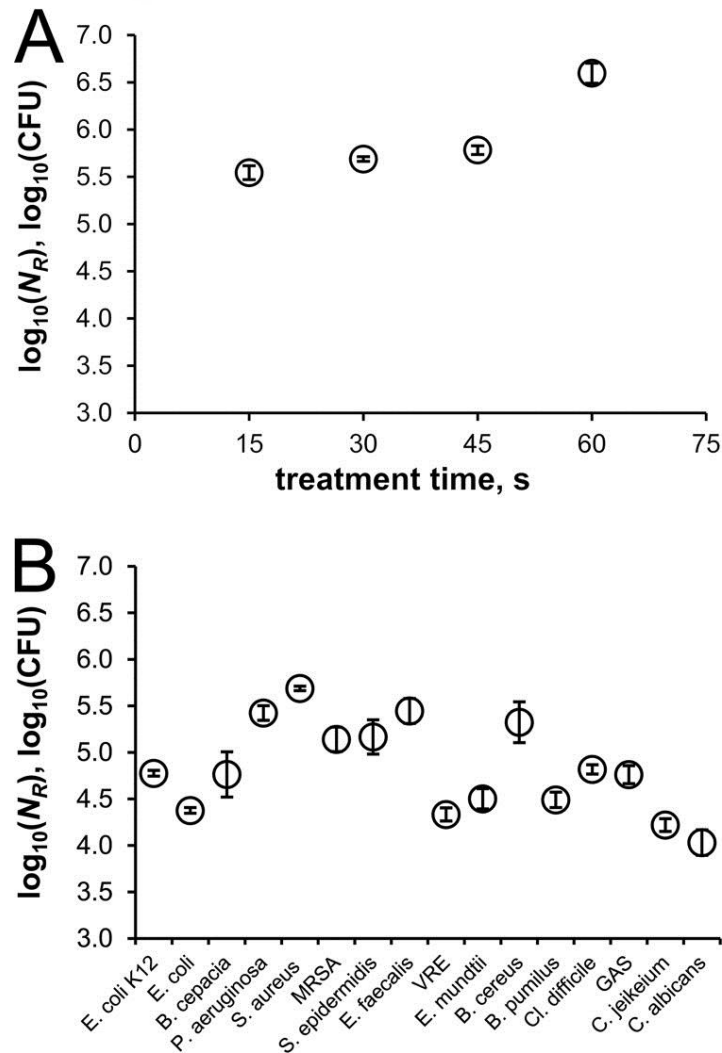 A
log₁₀(N_R), log₁₀(CFU)
7.0
6.5
6.0
5.5
5.0
4.5
4.0
3.5
3.0
0 15 30 45 60 75
treatment time, s
B
log₁₀(N_R), log₁₀(CFU)
7.0
6.5
6.0
5.5
5.0
4.5
4.0
3.5
3.0
E. coli K12
E. coli
B. cepacia
P. aeruginosa
S. aureus
MRSA
S. epidermidis
E. faecalis
VRE
E. mundtii
B. cereus
B. pumilus
Cl. difficile
GAS
C. jeikeium
C. albicans